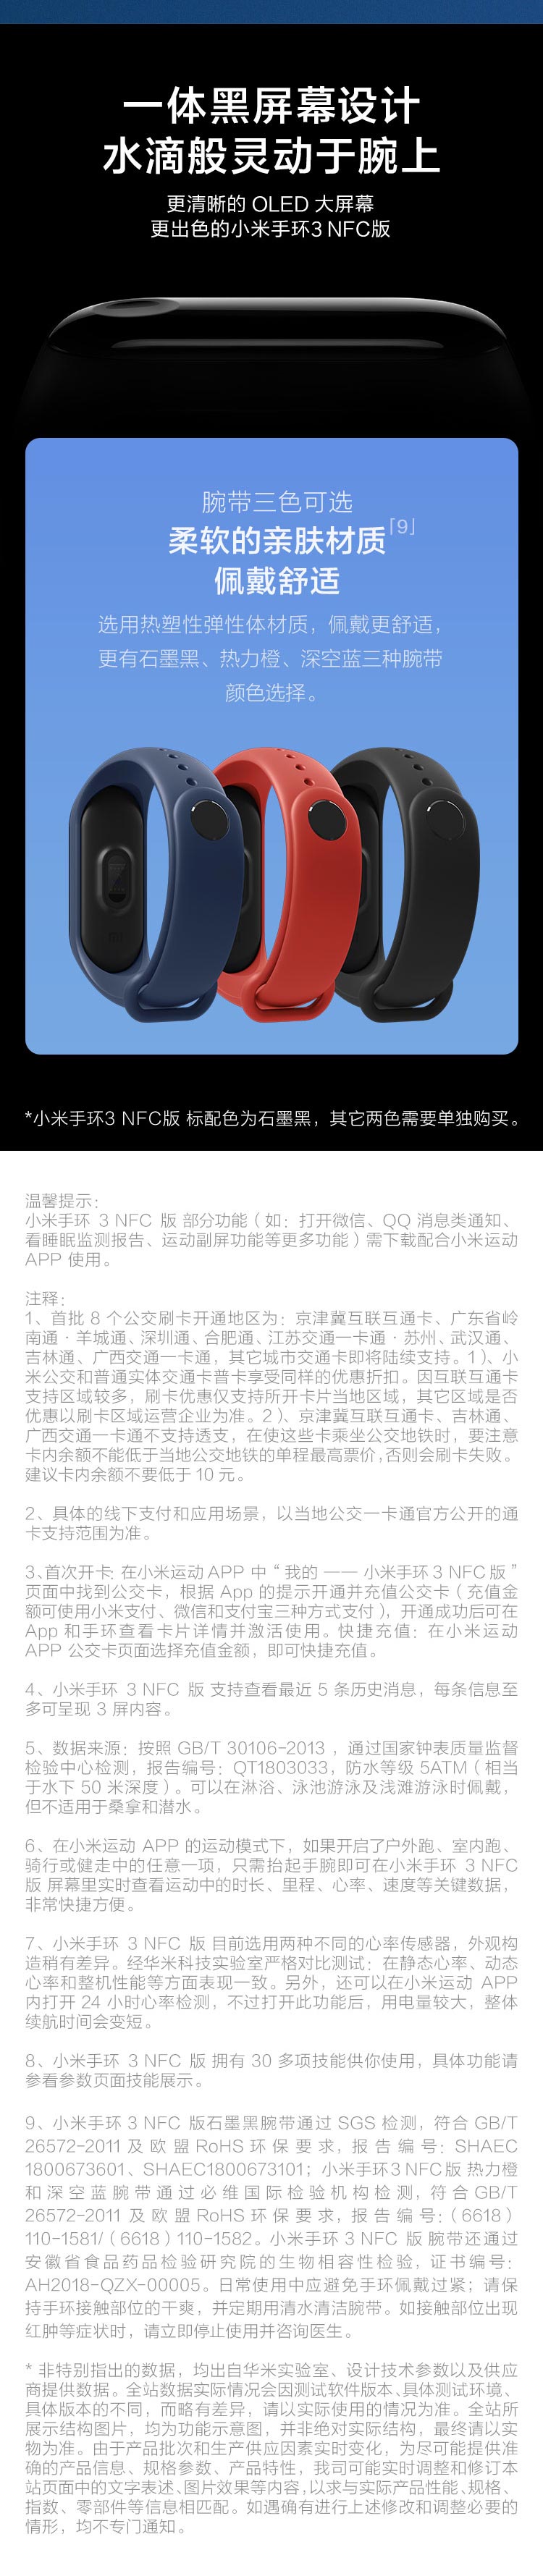 一体黑屏幕设计
水滴般灵动于腕上
更清晰的 OLED 大屏幕
更出色的小米手环3 NFC版
腕带三色可选
柔软的亲肤材质「9」
佩戴舒适
选用热塑性弹性体材质，佩戴更舒适，
更有石墨黑、热力橙、深空蓝三种腕带
颜色选择。
*小米手环3 NFC版 标配色为石墨黑，其它两色需要单独购买。
温馨提示：
小米手环 3 NFC 版 部分功能（如：打开微信、QQ 消息类通知、
看睡眠监测报告、运动副屏功能等更多功能）需下载配合小米运动
APP 使用。
注释：
1、首批 8 个公交刷卡开通地区为：京津冀互联互通卡、广东省岭
南通·羊城通、深圳通、合肥通、江苏交通一卡通·苏州、武汉通、
吉林通、广西交通一卡通，其它城市交通卡即将陆续支持。1）、小
米公交和普通实体交通卡普卡享受同样的优惠折扣。因互联互通卡
支持区域较多，刷卡优惠仅支持所开卡片当地区域，其它区域是否
优惠以刷卡区域运营企业为准。2）、京津冀互联互通卡、吉林通、
广西交通一卡通不支持透支，在使这些卡乘坐公交地铁时，要注意
卡内余额不能低于当地公交地铁的单程最高票价，否则会刷卡失败。
建议卡内余额不要低于 10 元。
2、具体的线下支付和应用场景，以当地公交一卡通官方公开的通
卡支持范围为准。
3、首次开卡：在小米运动 APP 中 “ 我的 —— 小米手环 3 NFC 版 ”
页面中找到公交卡，根据 App 的提示开通并充值公交卡（充值金
额可使用小米支付、微信和支付宝三种方式支付），开通成功后可在
App 和手环查看卡片详情并激活使用。快捷充值：在小米运动
APP 公交卡页面选择充值金额，即可快捷充值。
4、小米手环 3 NFC 版 支持查看最近 5 条历史消息，每条信息至
多可呈现 3 屏内容。
5、数据来源：按照 GB/T 30106-2013 ，通过国家钟表质量监督
检验中心检测，报告编号：QT1803033，防水等级 5ATM（相当
于水下 50 米深度）。可以在淋浴、泳池游泳及浅滩游泳时佩戴，
但不适用于桑拿和潜水。
6、在小米运动 APP 的运动模式下，如果开启了户外跑、室内跑、
骑行或健走中的任意一项，只需抬起手腕即可在小米手环 3 NFC
版 屏幕里实时查看运动中的时长、里程、心率、速度等关键数据，
非常快捷方便。
7、小米手环 3 NFC 版 目前选用两种不同的心率传感器，外观构
造稍有差异。经华米科技实验室严格对比测试：在静态心率、动态
心率和整机性能等方面表现一致。另外，还可以在小米运动 APP
内打开 24 小时心率检测，不过打开此功能后，用电量较大，整体
续航时间会变短。
8、小米手环 3 NFC 版 拥有 30 多项技能供你使用，具体功能请
参看参数页面技能展示。
9、小米手环 3 NFC 版石墨黑腕带通过 SGS 检测，符合 GB/T
26572-2011 及欧盟 RoHS 环保要求，报告编号：SHAEC
1800673601、SHAEC1800673101；小米手环3 NFC版 热力橙
和深空蓝腕带通过必维国际检验机构检测，符合 GB/T
26572-2011 及欧盟 RoHS 环保要求，报告编号：（6618）
110-1581/（6618）110-1582。小米手环 3 NFC 版 腕带还通过
安徽省食品药品检验研究院的生物相容性检验，证书编号：
AH2018-QZX-00005。日常使用中应避免手环佩戴过紧；请保
持手环接触部位的干爽，并定期用清水清洁腕带。如接触部位出现
红肿等症状时，请立即停止使用并咨询医生。
* 非特别指出的数据，均出自华米实验室、设计技术参数以及供应
商提供数据。全站数据实际情况会因测试软件版本、具体测试环境、
具体版本的不同，而略有差异，请以实际使用的情况为准。全站所
展示结构图片，均为功能示意图，并非绝对实际结构，最终请以实
物为准。由于产品批次和生产供应因素实时变化，为尽可能提供准
确的产品信息、规格参数、产品特性，我司可能实时调整和修订本
站页面中的文字表述、图片效果等内容，以求与实际产品性能、规格、
指数、零部件等信息相匹配。如遇确有进行上述修改和调整必要的
情形，均不专门通知。